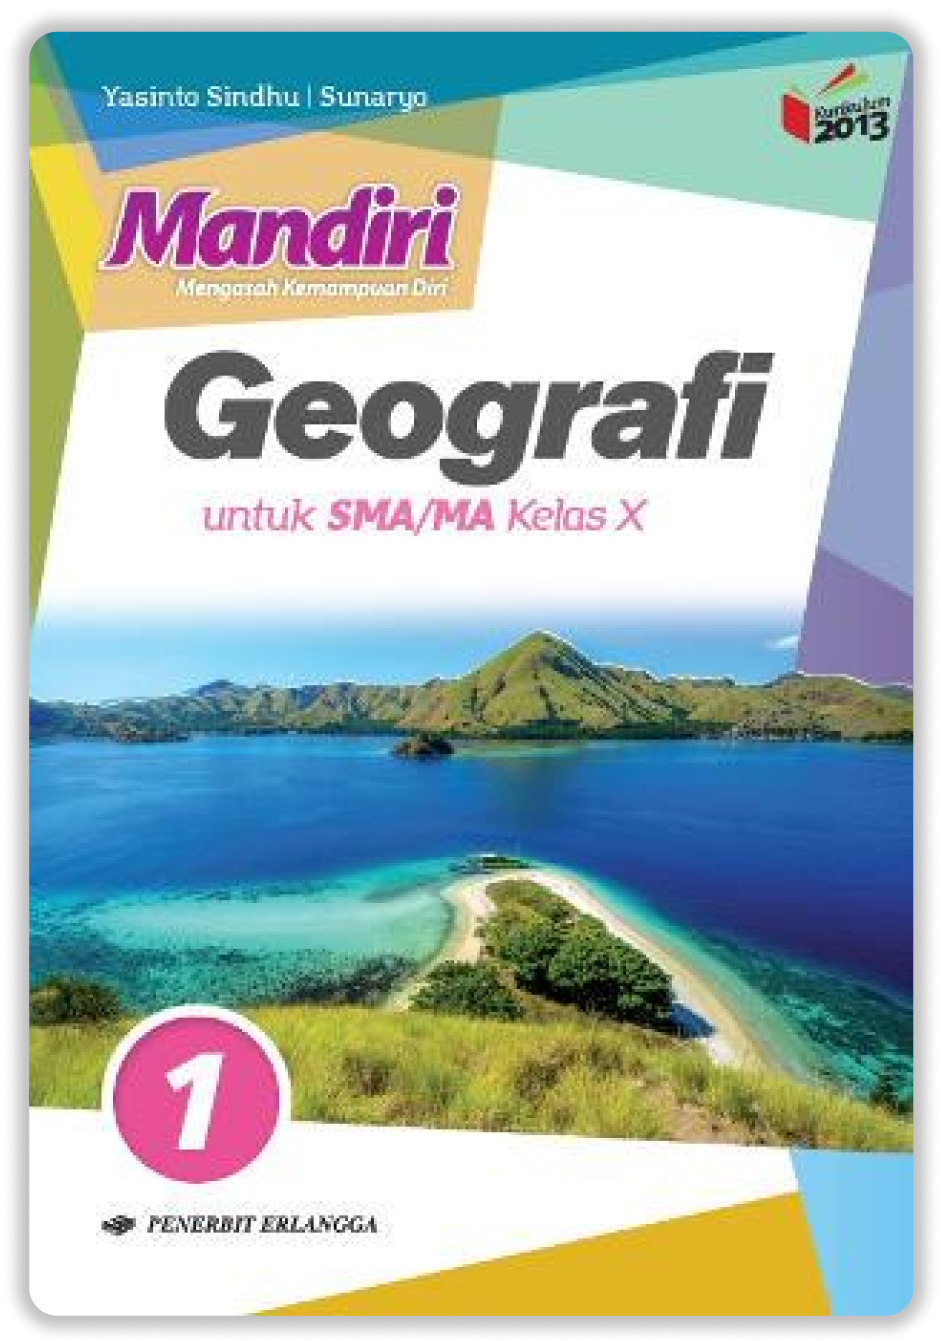 Yasinto Sindhu | Sunaryo
Kurikulum
2013
Mandiri
Mengasah Kemampuan Diri
Geografi
untuk SMA/MA Kelas X
1
PENERBIT ERLANGGA